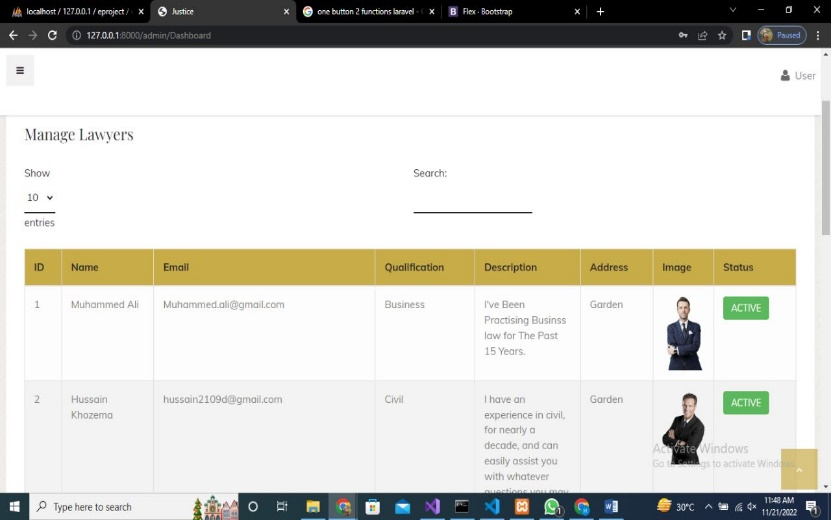 localhost / 127.0.0.1 / eproject /
Justice
one button 2 functions laravel -
Flex · Bootstrap
127.0.0.1:8000/admin/Dashboard
Paused
User
Manage Lawyers
Show
Search:
10
entries
ID Name Email Qualification Description Address Image Status
1 Muhammed Ali Muhammed.ali@gmail.com Business I've Been Garden ACTIVE
Practising Businss
law for The Past
15 Years.
2 Hussain hussain2109d@gmail.com Civil I have an Garden ACTIVE
Khozema experience in civil,
for nearly a
decade, and can
easily assist you
with whatever
questions you may
Activate Windows
Go to Settings to activate Windows.
Type here to search
30°C
11:48 AM
11/21/2022